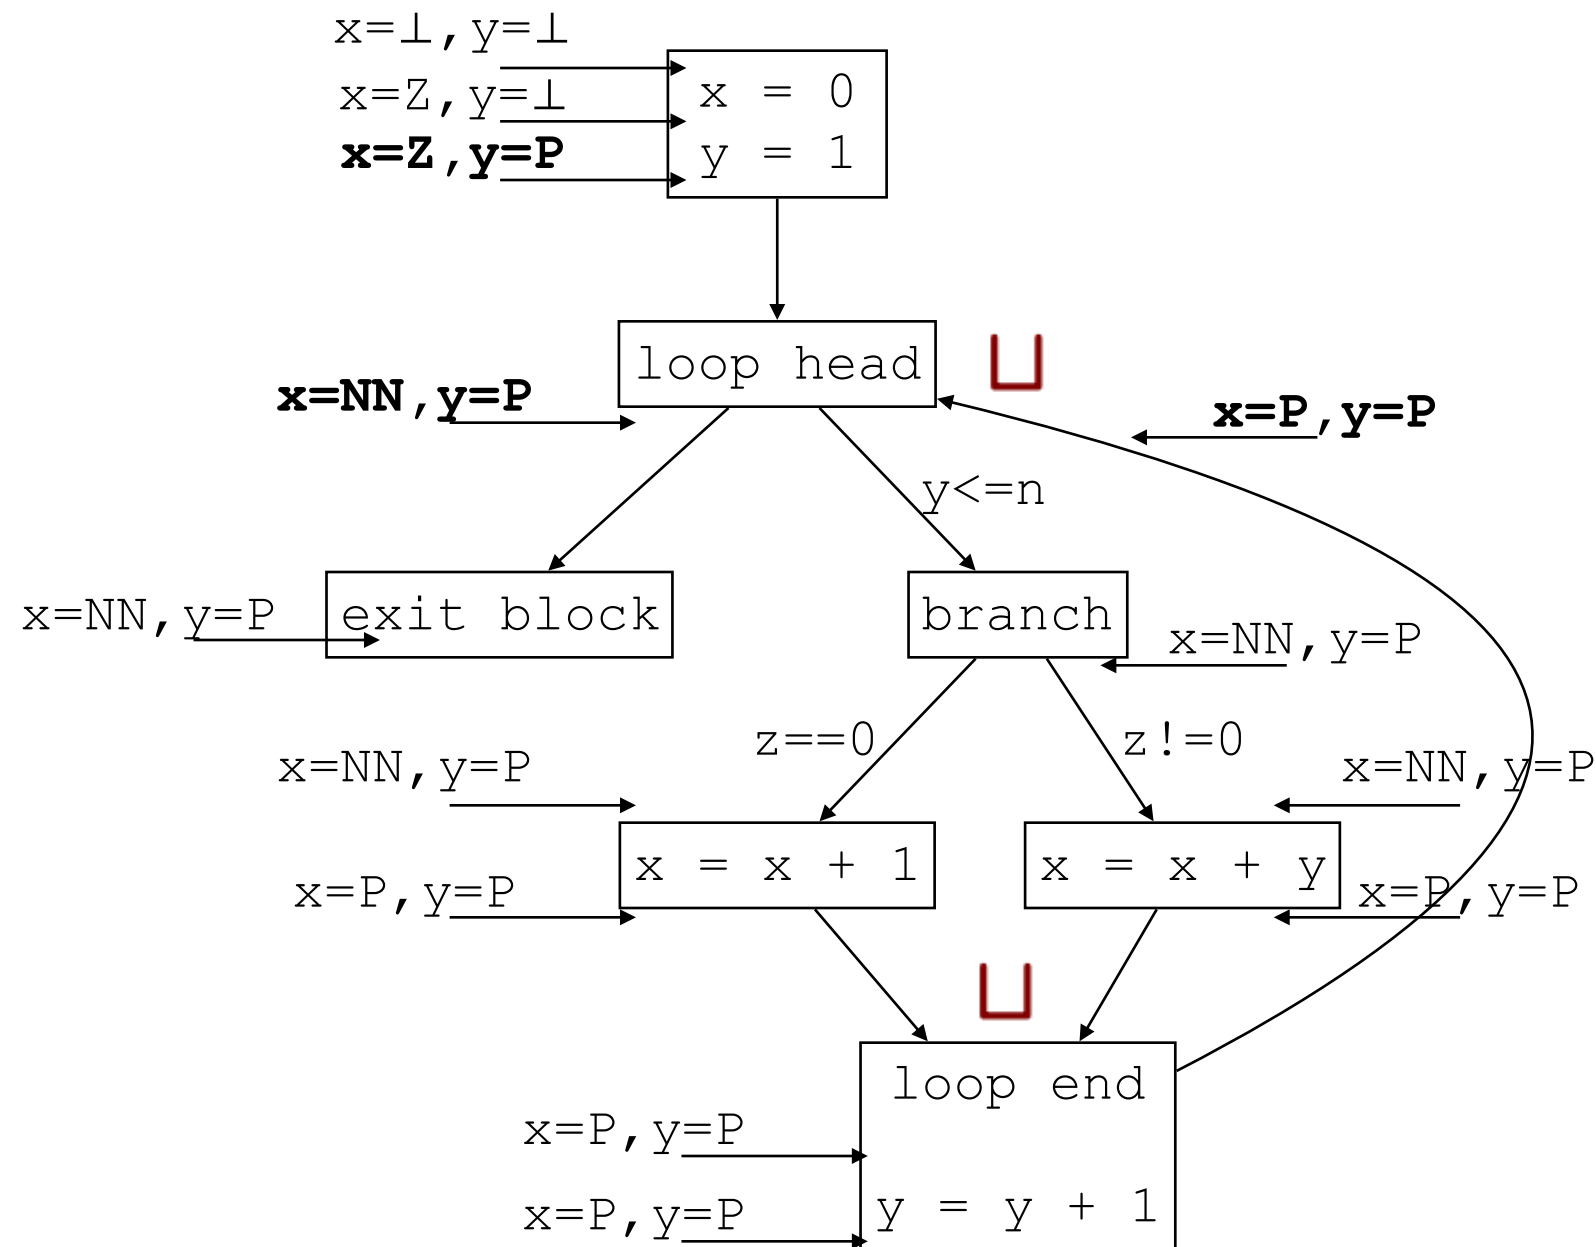 x=⊥,y=⊥
x=Z,y=⊥
x=Z,y=P
x = 0
y = 1
loop head
⊔
x=NN,y=P
x=P,y=P
y<=n
x=NN,y=P
exit block
branch
x=NN,y=P
z==0
z!=0
x=NN,y=P
x=NN,y=P
x = x + 1
x = x + y
x=P,y=P
x=P,y=P
⊔
loop end
x=P,y=P
y = y + 1
x=P,y=P